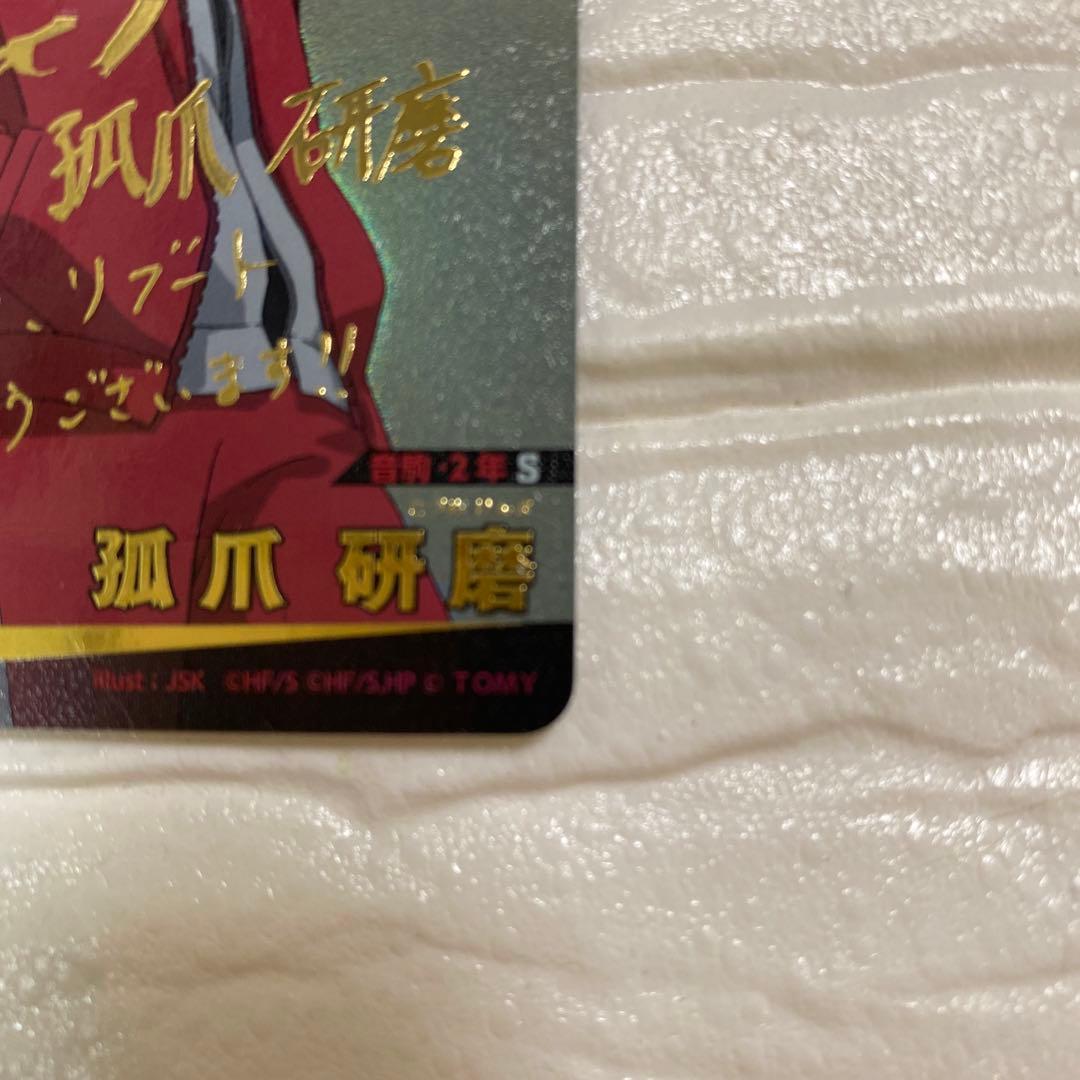 孤爪 研磨
リブート
うございます!!
音駒・2年 S
孤爪 研磨
Illust : JSK ©HF/S ©HF/S,HP © TOMY